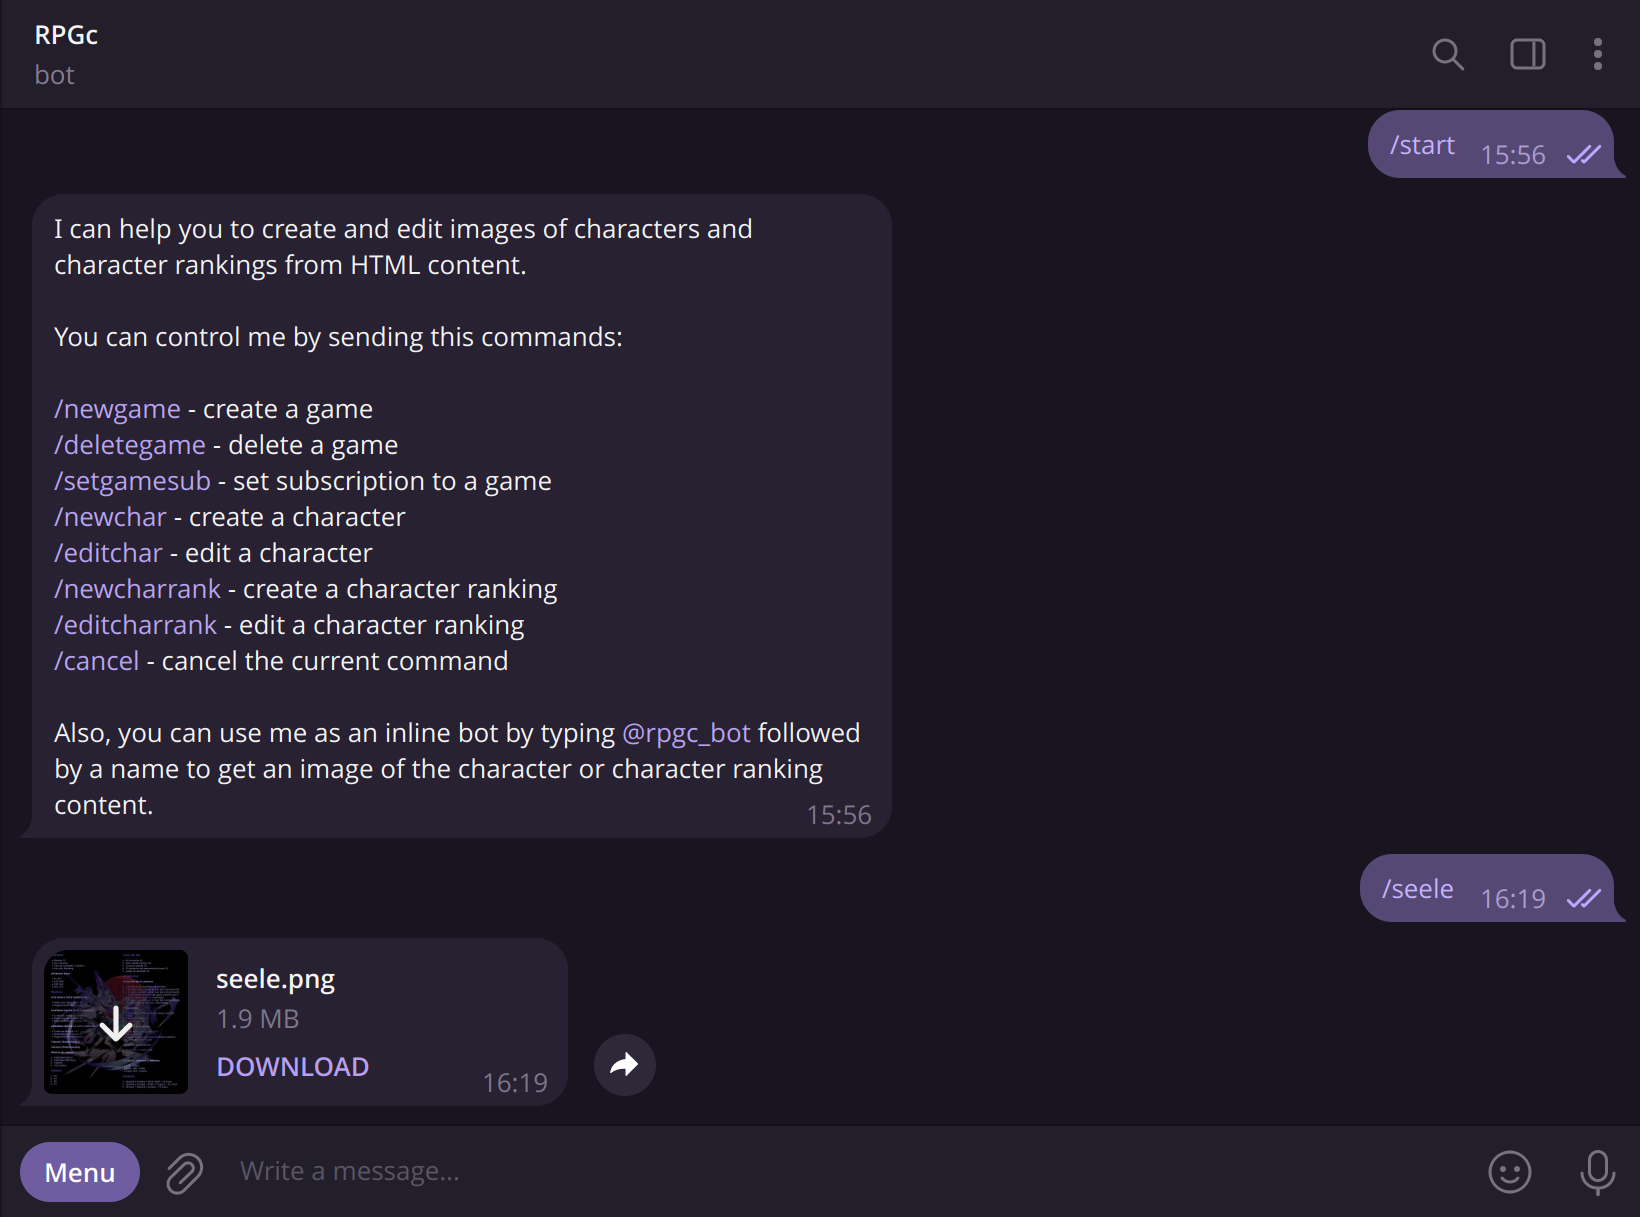 RPGc
bot
/start 15:56
I can help you to create and edit images of characters and
character rankings from HTML content.
You can control me by sending this commands:
/newgame - create a game
/deletegame - delete a game
/setgamesub - set subscription to a game
/newchar - create a character
/editchar - edit a character
/newcharrank - create a character ranking
/editcharrank - edit a character ranking
/cancel - cancel the current command
Also, you can use me as an inline bot by typing @rpgc_bot followed
by a name to get an image of the character or character ranking
content.
15:56
/seele 16:19
seele.png
1.9 MB
DOWNLOAD
16:19
Menu
Write a message...